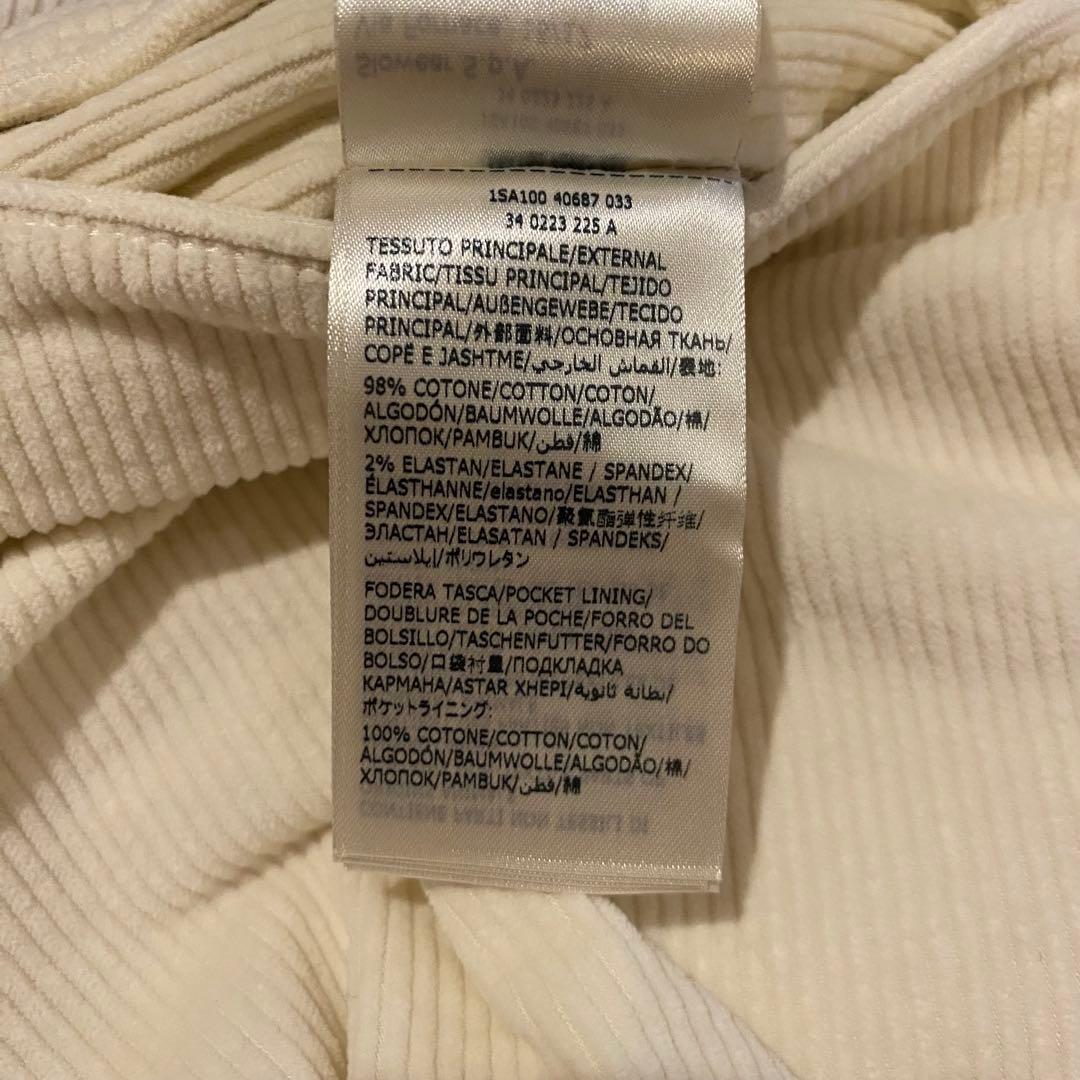 Slowear S.p.A.
1SA100 40687 033
34 0223 225 A
TESSUTO PRINCIPALE/EXTERNAL
FABRIC/TISSU PRINCIPAL/TEJIDO
PRINCIPAL/AUßENGEWEBE/TECIDO
PRINCIPAL/外部面料/ОСНОВНАЯ ТКАНЬ/
COPË E JASHTME/القماش الخارجي/表地:
98% COTONE/COTTON/COTON/
ALGODÓN/BAUMWOLLE/ALGODÃO/棉/
ХЛОПОК/PAMBUK/قطن/綿
2% ELASTAN/ELASTANE / SPANDEX/
ÉLASTHANNE/elastano/ELASTHAN /
SPANDEX/ELASTANO/聚氨酯弹性纤维/
ЭЛАСТАН/ELASATAN / SPANDEKS/
إيلاستين/ポリウレタン
FODERA TASCA/POCKET LINING/
DOUBLURE DE LA POCHE/FORRO DEL
BOLSILLO/TASCHENFUTTER/FORRO DO
BOLSO/口袋衬里/ПОДКЛАДКА
КАРМАНА/ASTAR XHEPI/بطانة ثانوية/
ポケットライニング:
100% COTONE/COTTON/COTON/
ALGODÓN/BAUMWOLLE/ALGODÃO/棉/
ХЛОПОК/PAMBUK/قطن/綿